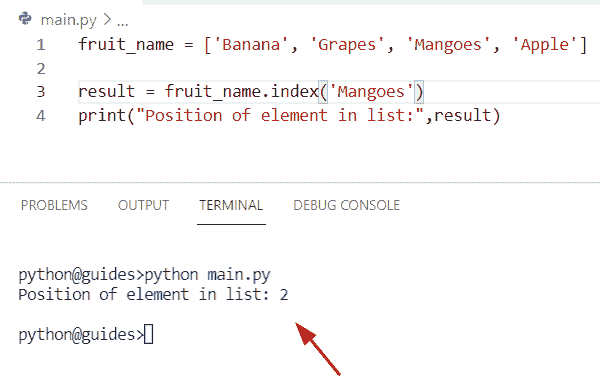 main.py > ...
1 fruit_name = ['Banana', 'Grapes', 'Mangoes', 'Apple']
2
3 result = fruit_name.index('Mangoes')
4 print("Position of element in list:",result)
PROBLEMS OUTPUT TERMINAL DEBUG CONSOLE
python@guides>python main.py
Position of element in list: 2
python@guides>